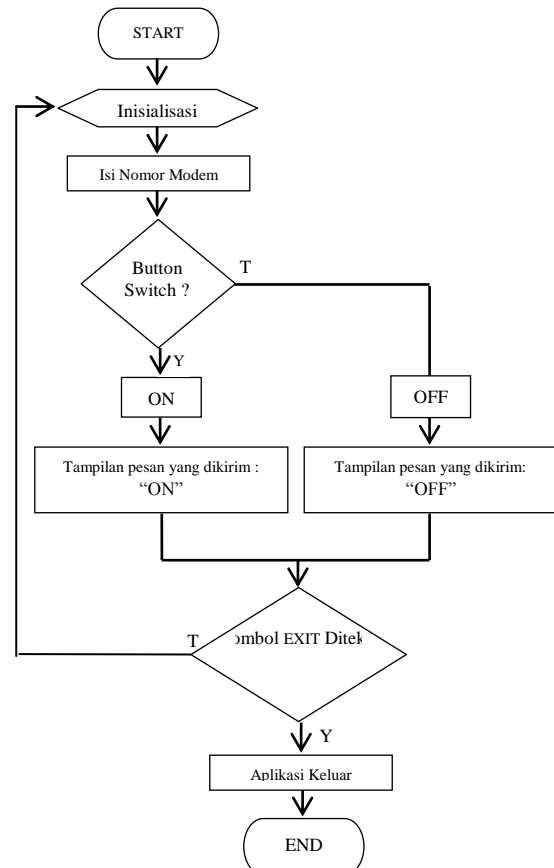 START
Inisialisasi
Isi Nomor Modem
Button
Switch ?
T
Y
ON
OFF
Tampilan pesan yang dikirim :
“ON”
Tampilan pesan yang dikirim:
“OFF”
T
EXIT
Y
Aplikasi Keluar
END